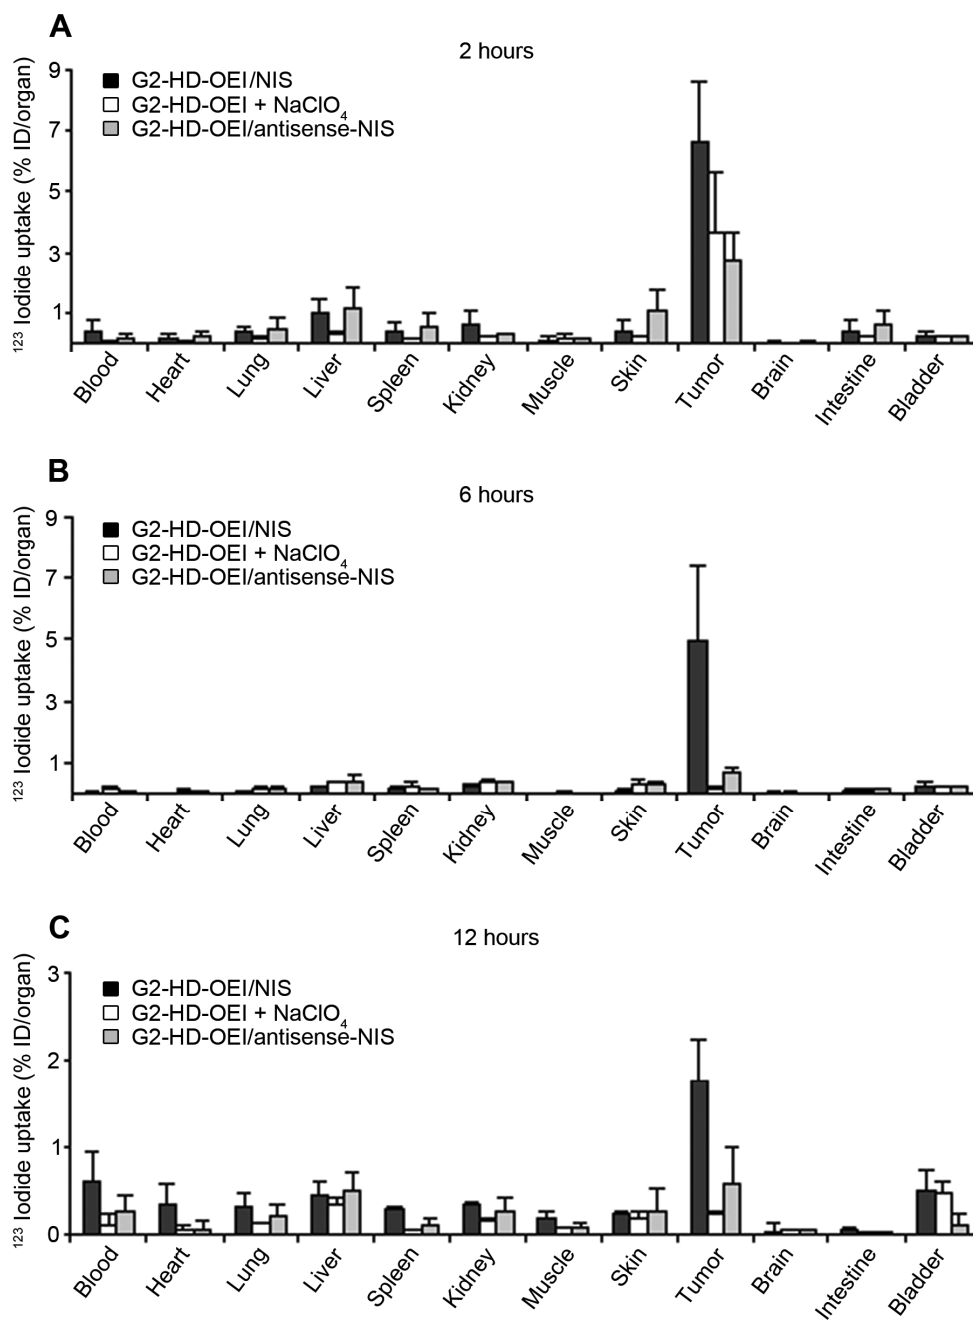 A
2 hours
123 Iodide uptake (% ID/organ)
9
7
5
3
1
G2-HD-OEI/NIS
G2-HD-OEI + NaClO4
G2-HD-OEI/antisense-NIS
Blood Heart Lung Liver Spleen Kidney Muscle Skin Tumor Brain Intestine Bladder
B
6 hours
123 Iodide uptake (% ID/organ)
9
7
5
3
1
G2-HD-OEI/NIS
G2-HD-OEI + NaClO4
G2-HD-OEI/antisense-NIS
Blood Heart Lung Liver Spleen Kidney Muscle Skin Tumor Brain Intestine Bladder
C
12 hours
123 Iodide uptake (% ID/organ)
3
2
1
0
G2-HD-OEI/NIS
G2-HD-OEI + NaClO4
G2-HD-OEI/antisense-NIS
Blood Heart Lung Liver Spleen Kidney Muscle Skin Tumor Brain Intestine Bladder